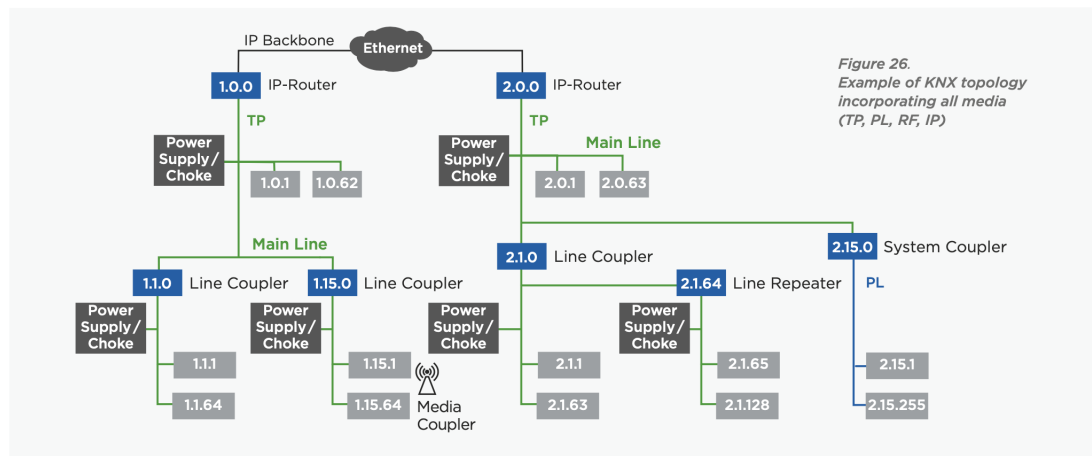 IP Backbone
Ethernet
Figure 26.
Example of KNX topology
incorporating all media
(TP, PL, RF, IP)
1.0.0 IP-Router
2.0.0 IP-Router
TP
TP
Power
Supply/
Choke
1.0.1
1.0.62
Power
Supply/
Choke
Main Line
2.0.1
2.0.63
Main Line
1.1.0 Line Coupler
1.15.0 Line Coupler
2.1.0 Line Coupler
2.15.0 System Coupler
2.1.64 Line Repeater
PL
Power
Supply/
Choke
1.1.1
1.1.64
Power
Supply/
Choke
1.15.1
1.15.64
Media
Coupler
Power
Supply/
Choke
2.1.1
2.1.63
Power
Supply/
Choke
2.1.65
2.1.128
2.15.1
2.15.255